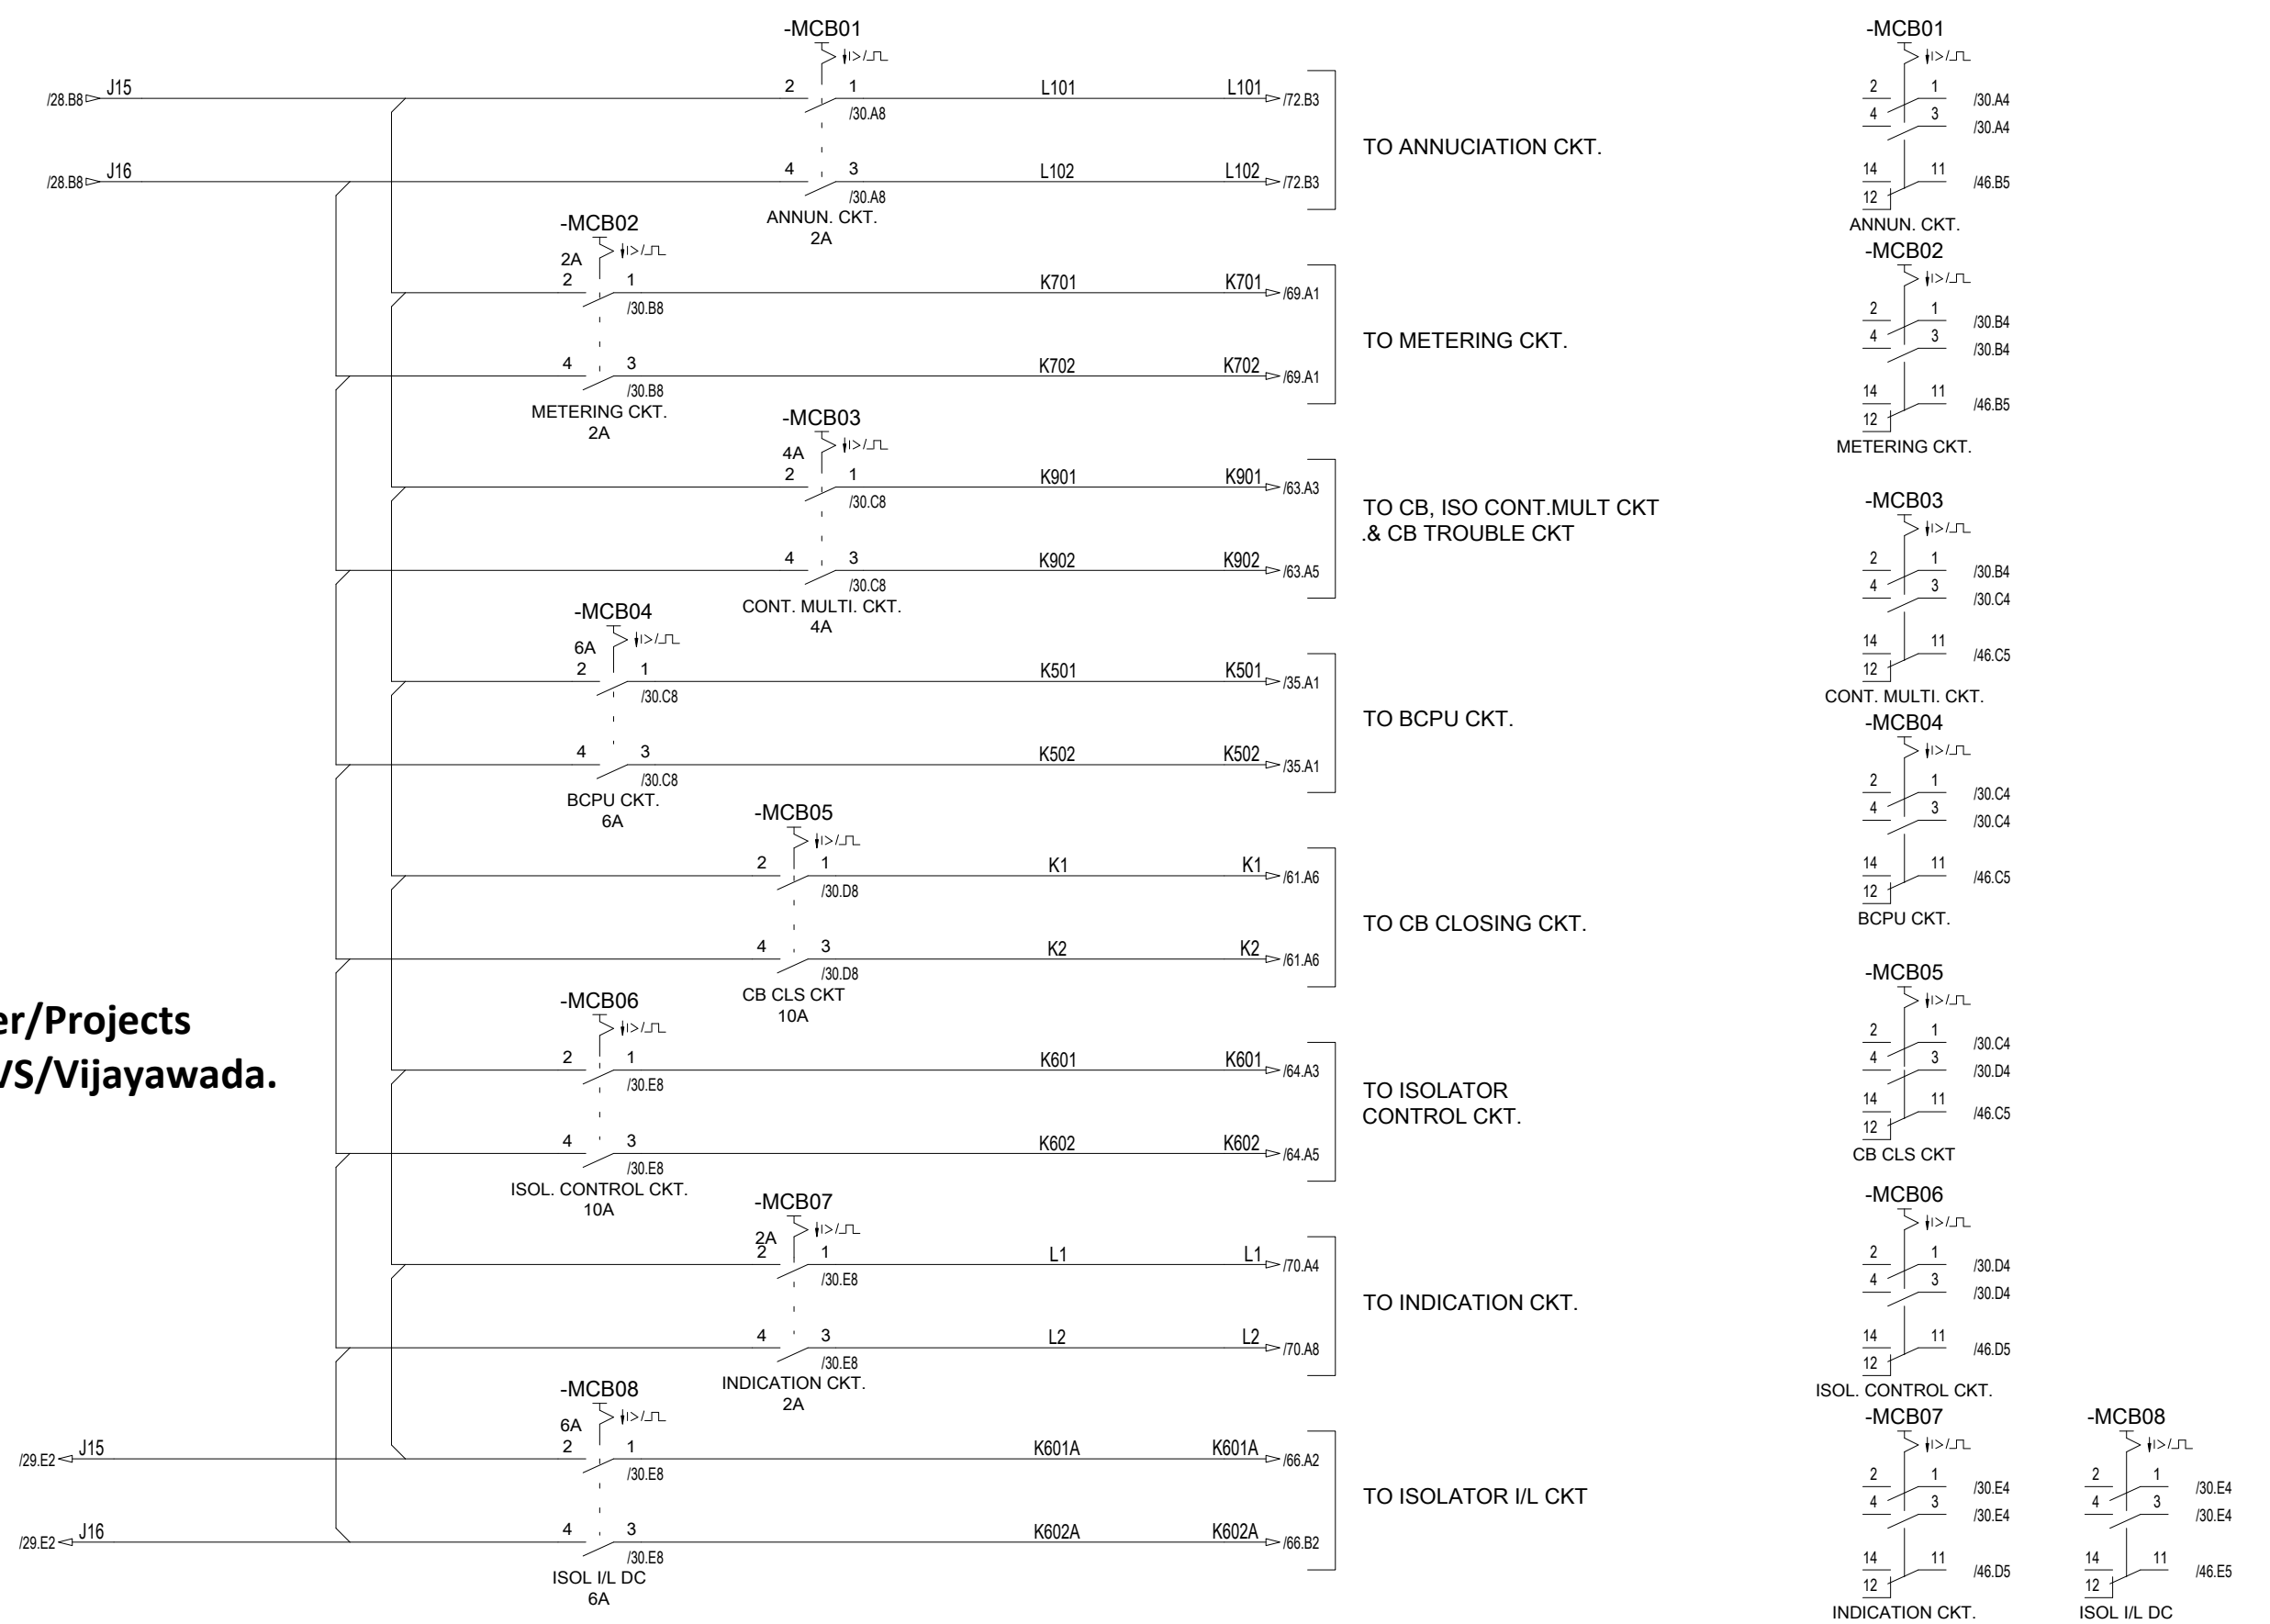 -MCB01
I>/
/28.B8 J15 2 1 L101 L101 /72.B3
/30.A8
TO ANNUCIATION CKT.
/28.B8 J16 4 3 L102 L102 /72.B3
/30.A8
ANNUN. CKT.
2A
-MCB02
I>/
2A
2 1 K701 K701 /69.A1
/30.B8
TO METERING CKT.
4 3 K702 K702 /69.A1
/30.B8
METERING CKT.
2A
-MCB03
I>/
4A
2 1 K901 K901 /63.A3
/30.C8
TO CB, ISO CONT.MULT CKT
.& CB TROUBLE CKT
4 3 K902 K902 /63.A5
/30.C8
CONT. MULTI. CKT.
4A
-MCB04
I>/
6A
2 1 K501 K501 /35.A1
/30.C8
TO BCPU CKT.
4 3 K502 K502 /35.A1
/30.C8
BCPU CKT.
6A
-MCB05
I>/
2 1 K1 K1 /61.A6
/30.D8
TO CB CLOSING CKT.
4 3 K2 K2 /61.A6
/30.D8
CB CLS CKT
10A
er/Projects
VS/Vijayawada.
-MCB06
I>/
2 1 K601 K601 /64.A3
/30.E8
TO ISOLATOR
CONTROL CKT.
4 3 K602 K602 /64.A5
/30.E8
ISOL. CONTROL CKT.
10A
-MCB07
I>/
2A
2 1 L1 L1 /70.A4
/30.E8
TO INDICATION CKT.
4 3 L2 L2 /70.A8
/30.E8
INDICATION CKT.
2A
-MCB08
I>/
6A
/29.E2 J15 2 1 K601A K601A /66.A2
/30.E8
TO ISOLATOR I/L CKT
/29.E2 J16 4 3 K602A K602A /66.B2
/30.E8
ISOL I/L DC
6A
-MCB01
I>/
2 1 /30.A4
4 3 /30.A4
14 11 /46.B5
12
ANNUN. CKT.
-MCB02
I>/
2 1 /30.B4
4 3 /30.B4
14 11 /46.B5
12
METERING CKT.
-MCB03
I>/
2 1 /30.B4
4 3 /30.C4
14 11 /46.C5
12
CONT. MULTI. CKT.
-MCB04
I>/
2 1 /30.C4
4 3 /30.C4
14 11 /46.C5
12
BCPU CKT.
-MCB05
I>/
2 1 /30.C4
4 3 /30.D4
14 11 /46.C5
12
CB CLS CKT
-MCB06
I>/
2 1 /30.D4
4 3 /30.D4
14 11 /46.D5
12
ISOL. CONTROL CKT.
-MCB07
I>/
2 1 /30.E4
4 3 /30.E4
14 11 /46.D5
12
INDICATION CKT.
-MCB08
I>/
2 1 /30.E4
4 3 /30.E4
14 11 /46.E5
12
ISOL I/L DC